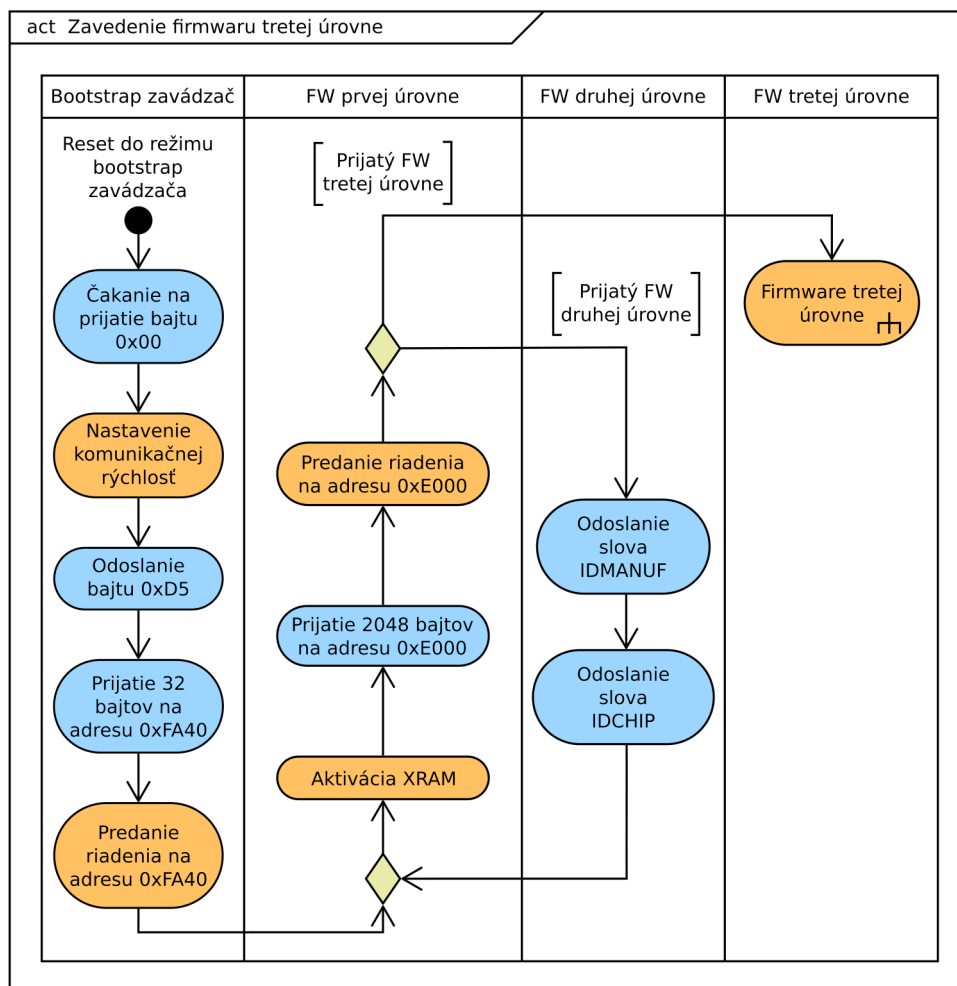 act Zavedenie firmwaru tretej úrovne
Bootstrap zavádzač
FW prvej úrovne
FW druhej úrovne
FW tretej úrovne
Reset do režimu
bootstrap
zavádzača
Čakanie na
prijatie bajtu
0x00
Nastavenie
komunikačnej
rýchlosť
Odoslanie
bajtu 0xD5
Prijatie 32
bajtov na
adresu 0xFA40
Predanie
riadenia na
adresu 0xFA40
Prijatý FW
tretej úrovne
Predanie riadenia
na adresu 0xE000
Prijatie 2048 bajtov
na adresu 0xE000
Aktivácia XRAM
Prijatý FW
druhej úrovne
Odoslanie
slova
IDMANUF
Odoslanie
slova
IDCHIP
Firmware tretej
úrovne